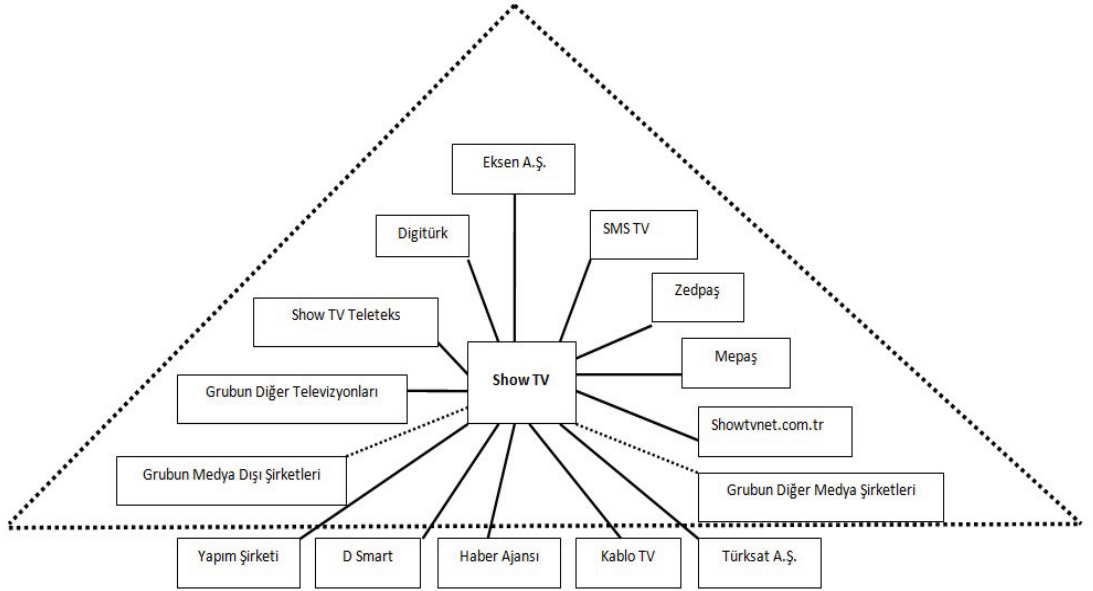 Eksen A.Ş.
Digitürk
SMS TV
Zedpaş
Show TV Teleteks
Mepaş
Show TV
Grubun Diğer Televizyonları
Showtvnet.com.tr
Grubun Medya Dışı Şirketleri
Grubun Diğer Medya Şirketleri
Yapım Şirketi
D Smart
Haber Ajansı
Kablo TV
Türksat A.Ş.